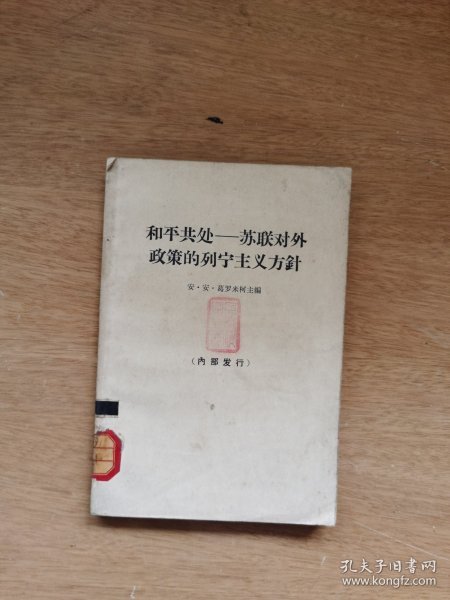 和平共处——苏联对外
政策的列宁主义方針
安·安·葛罗米柯主編
（内部发行）
孔夫子旧书网
www.kongfz.com